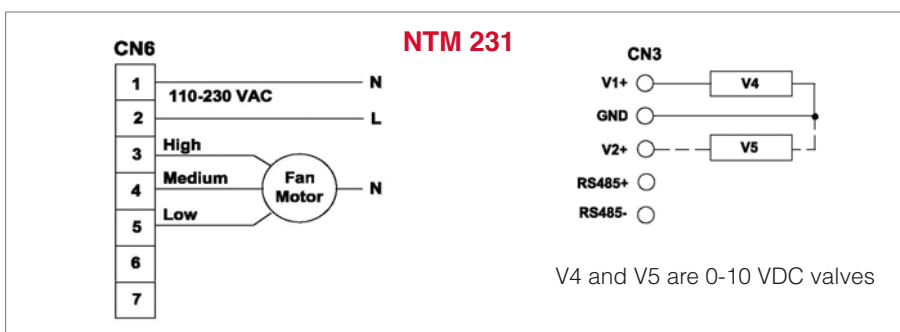 NTM 231
CN6
1
110-230 VAC
N
2
L
3
High
4
Medium
Fan
Motor
N
5
Low
6
7
CN3
V1+
V4
GND
V2+
V5
RS485+
RS485-
V4 and V5 are 0-10 VDC valves